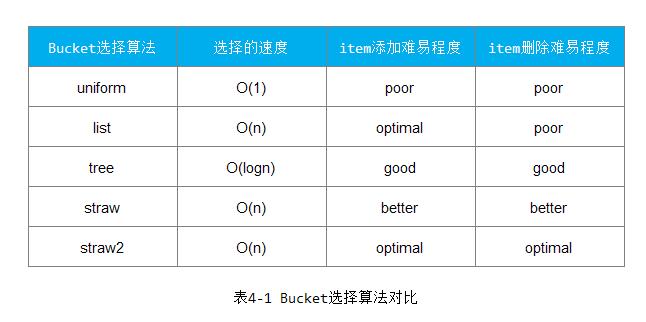 Bucket选择算法 选择的速度 item添加难易程度 item删除难易程度
uniform O(1) poor poor
list O(n) optimal poor
tree O(logn) good good
straw O(n) better better
straw2 O(n) optimal optimal
表4-1 Bucket选择算法对比